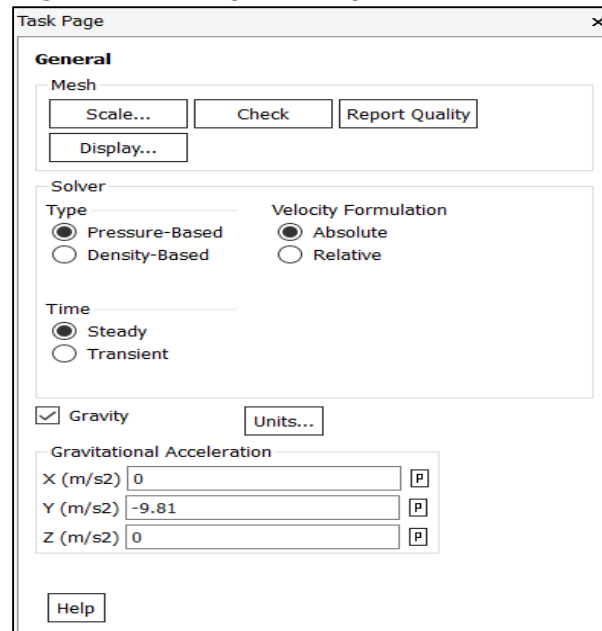 Task Page
General
Mesh
Scale...
Check
Report Quality
Display...
Solver
Type
Velocity Formulation
Pressure-Based
Absolute
Density-Based
Relative
Time
Steady
Transient
Gravity
Units...
Gravitational Acceleration
X (m/s2) 0 P
Y (m/s2) -9.81 P
Z (m/s2) 0 P
Help